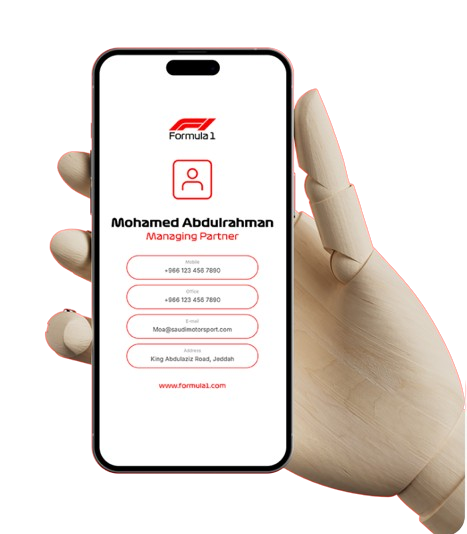 Formula 1
Mohamed Abdulrahman
Managing Partner
Mobile
+966 123 456 7890
Office
+966 123 456 7890
E-mail
Moa@saudimotorsport.com
Address
King Abdulaziz Road, Jeddah
www.formula1.com